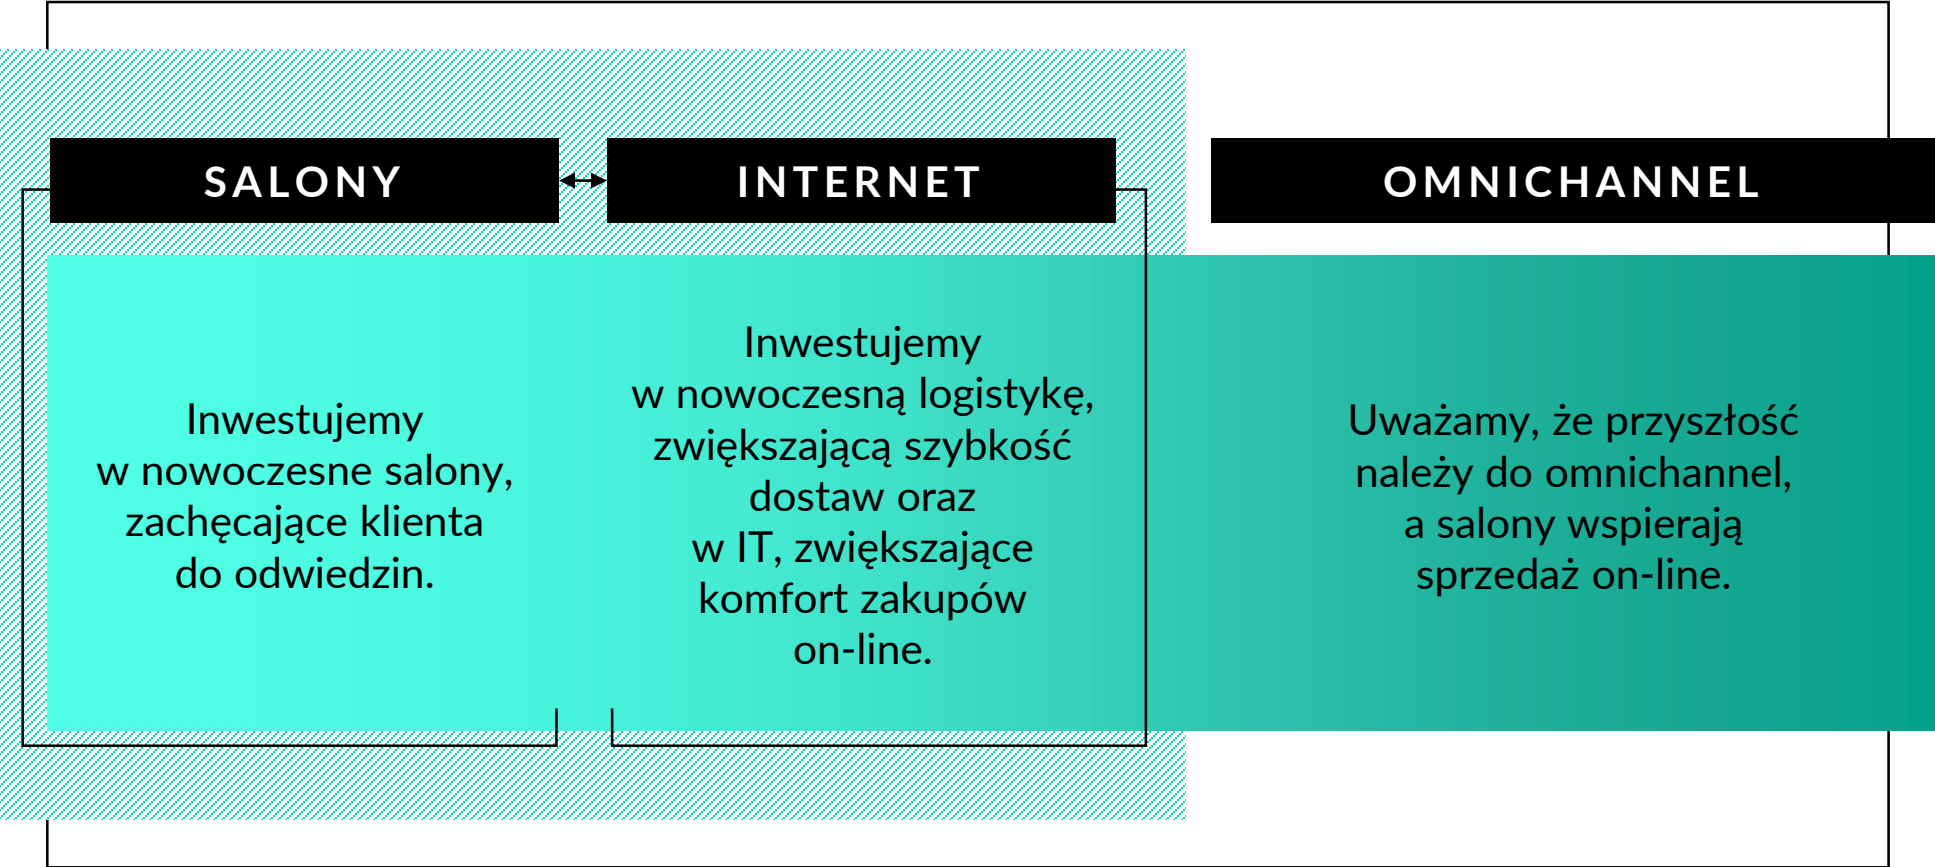 SALONY
INTERNET
OMNICHANNEL
Inwestujemy
w nowoczesne salony,
zachęcające klienta
do odwiedzin.
Inwestujemy
w nowoczesną logistykę,
zwiększającą szybkość
dostaw oraz
w IT, zwiększające
komfort zakupów
on-line.
Uważamy, że przyszłość
należy do omnichannel,
a salony wspierają
sprzedaż on-line.